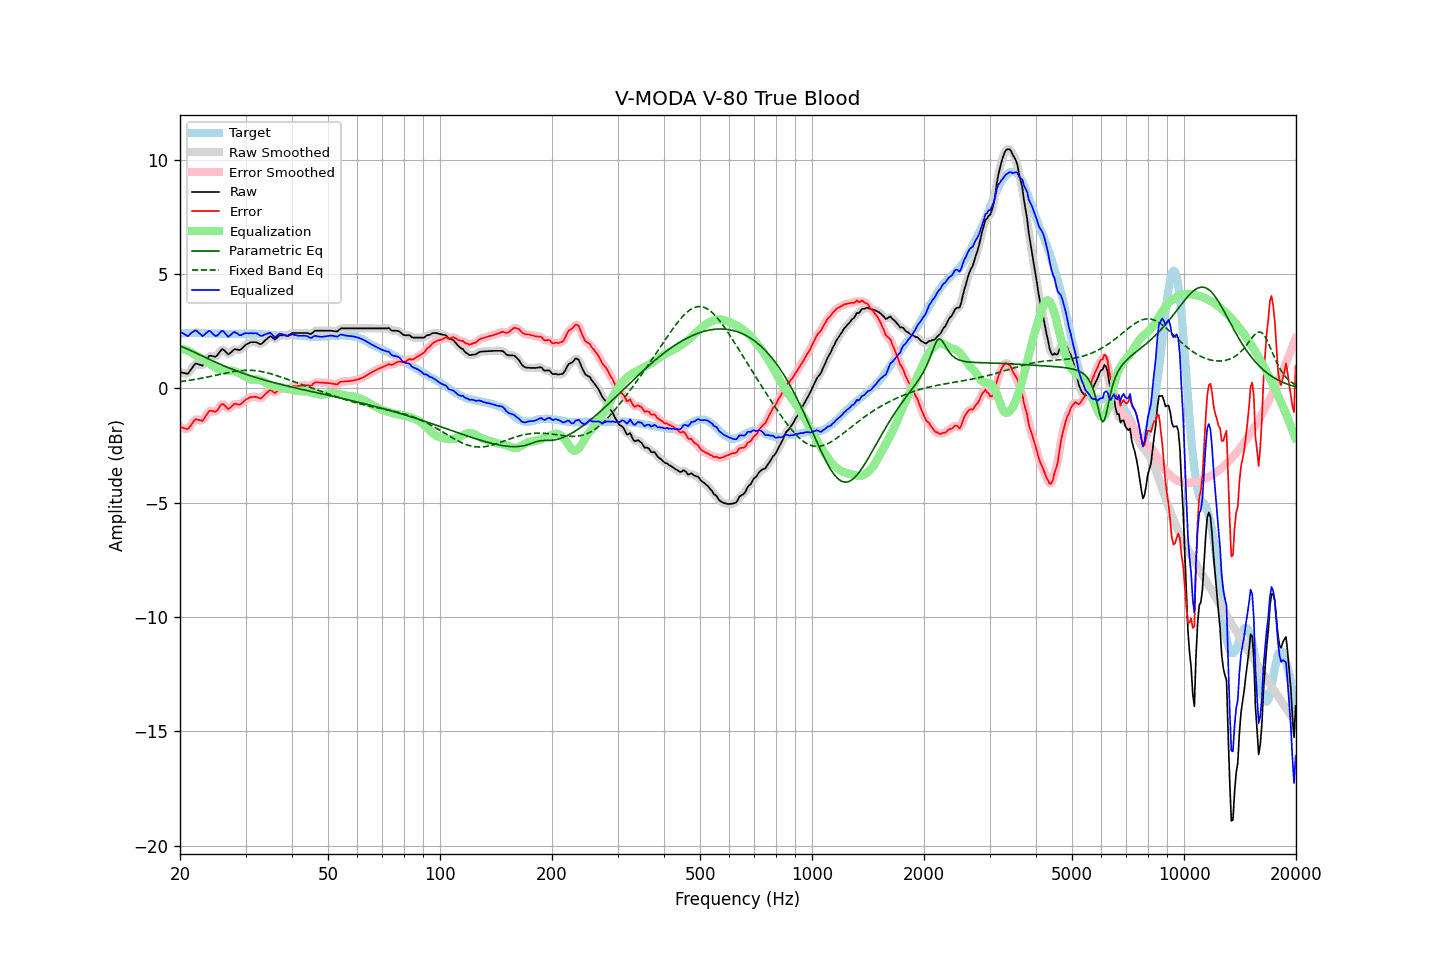 V-MODA V-80 True Blood
Target
Raw Smoothed
Error Smoothed
Raw
Error
Equalization
Parametric Eq
Fixed Band Eq
Equalized
10
5
0
−5
−10
−15
−20
Amplitude (dBr)
20 50 100 200 500 1000 2000 5000 10000 20000
Frequency (Hz)